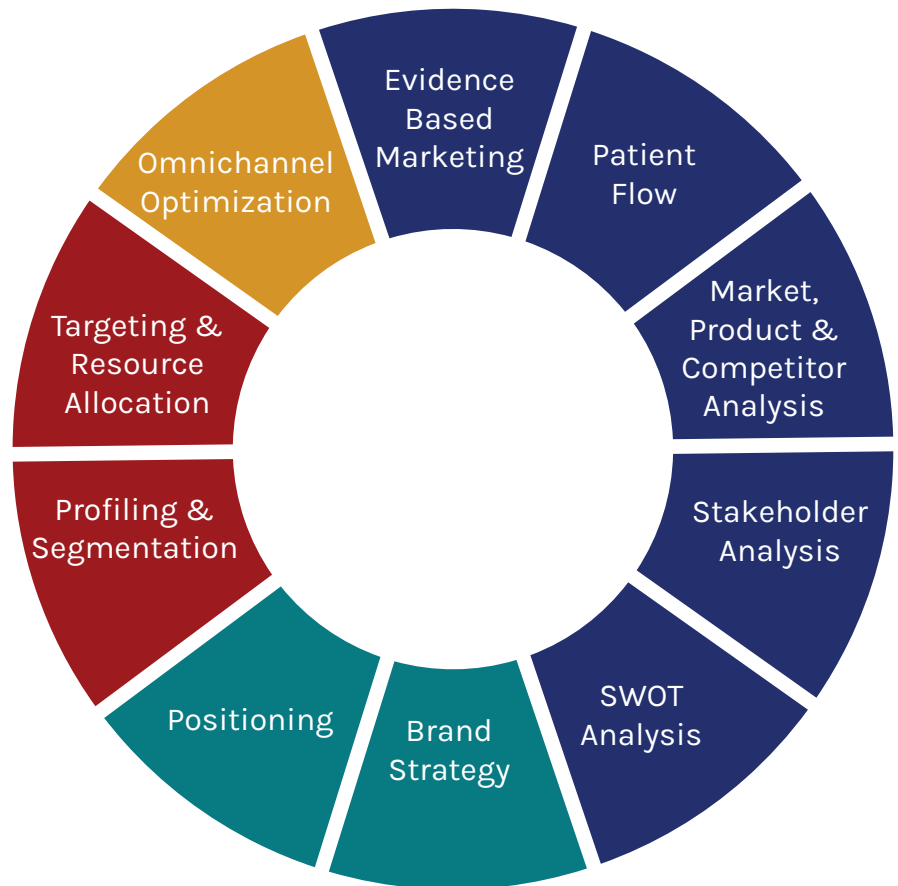 Evidence
Based
Marketing
Patient
Flow
Market,
Product &
Competitor
Analysis
Stakeholder
Analysis
SWOT
Analysis
Brand
Strategy
Positioning
Profiling &
Segmentation
Targeting &
Resource
Allocation
Omnichannel
Optimization